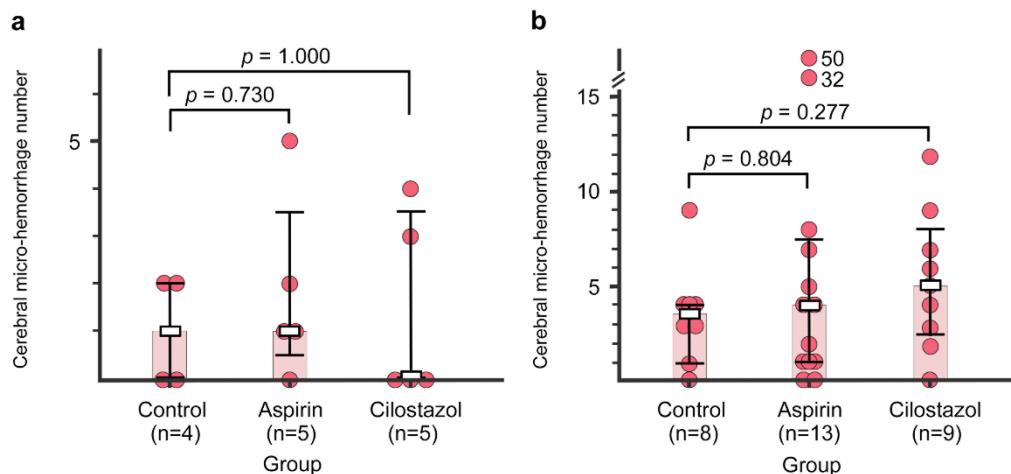 a
Cerebral micro-hemorrhage number
5
p = 1.000
p = 0.730
Control
(n=4)
Aspirin
(n=5)
Cilostazol
(n=5)
Group
b
Cerebral micro-hemorrhage number
15
10
5
50
32
p = 0.277
p = 0.804
Control
(n=8)
Aspirin
(n=13)
Cilostazol
(n=9)
Group